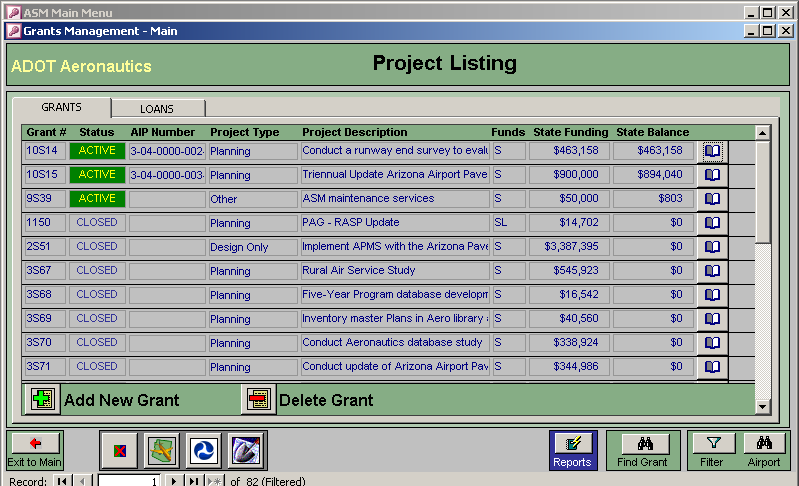 ASM Main Menu
Grants Management - Main
ADOT Aeronautics
Project Listing
GRANTS LOANS
Grant # Status AIP Number Project Type Project Description Funds State Funding State Balance
10S14 ACTIVE 3-04-0000-002- Planning Conduct a runway end survey to evalu S $463,158 $463,158
10S15 ACTIVE 3-04-0000-003- Planning Triennual Update Arizona Airport Pave S $900,000 $894,040
9S39 ACTIVE Other ASM maintenance services S $50,000 $803
1150 CLOSED Planning PAG - RASP Update SL $14,702 $0
2S51 CLOSED Design Only Implement APMS with the Arizona Pave S $3,387,395 $0
3S67 CLOSED Planning Rural Air Service Study S $545,923 $0
3S68 CLOSED Planning Five-Year Program database developm S $16,542 $0
3S69 CLOSED Planning Inventory master Plans in Aero library a S $40,560 $0
3S70 CLOSED Planning Conduct Aeronautics database study S $338,924 $0
3S71 CLOSED Planning Conduct update of Arizona Airport Pav S $344,986 $0
Add New Grant Delete Grant
Exit to Main Reports Find Grant Filter Airport
Record: 1 of 82 (Filtered)